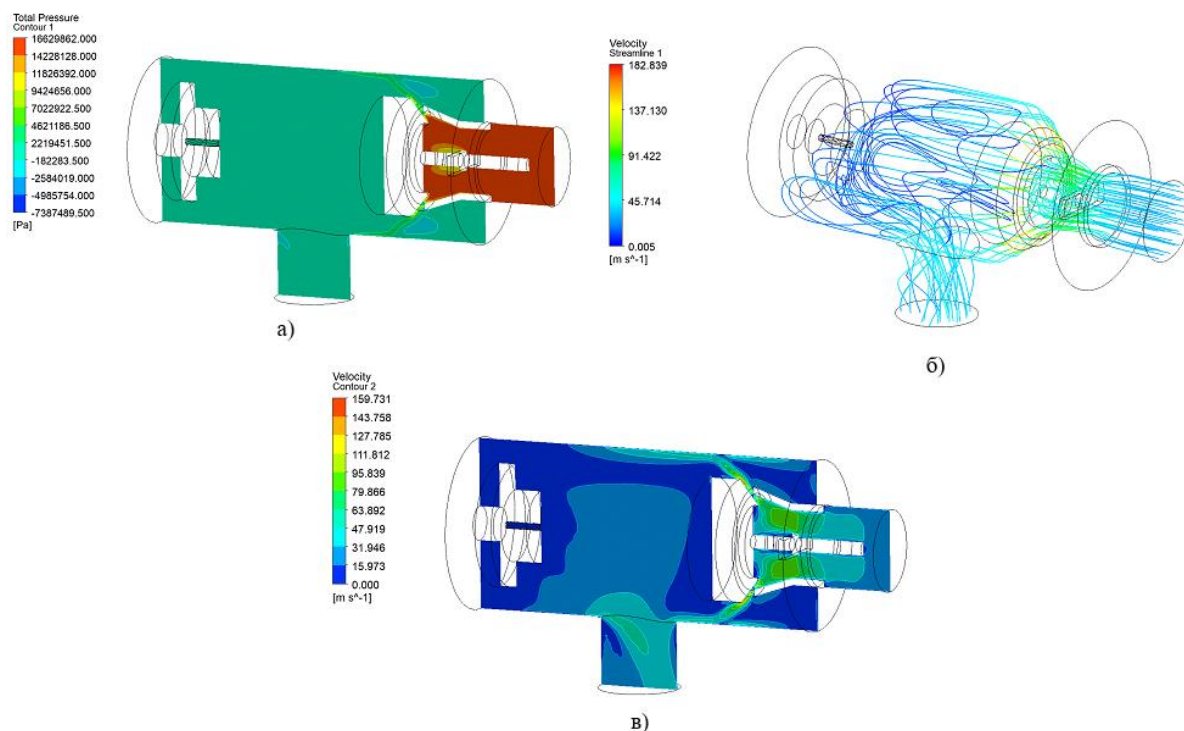 Total Pressure
Contour 1
16629862.000
14228128.000
11826392.000
9424656.000
7022922.500
4621186.500
2219451.500
-182283.500
-2584019.000
-4985754.000
-7387489.500
[Pa]
а)
Velocity
Streamline 1
182.839
137.130
91.422
45.714
0.005
[m s^-1]
б)
Velocity
Contour 2
159.731
143.758
127.785
111.812
95.839
79.866
63.892
47.919
31.946
15.973
0.000
[m s^-1]
в)